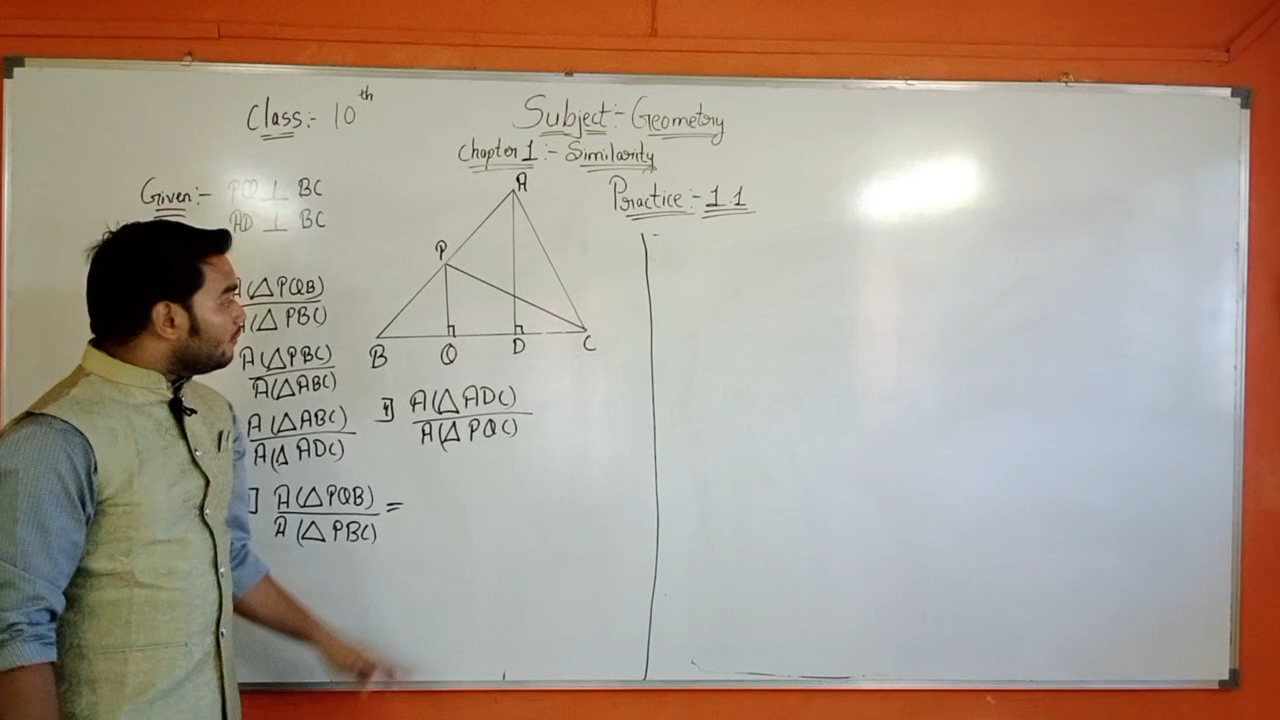 Class:- 10th
Subject:- Geometry
Chapter 1:- Similarity
Practice:- 1.1
Given:- PQ ⊥ BC
AD ⊥ BC
A(△PQB)
A(△PBC)
A(△PBC)
A(△ABC)
A(△ABC)
A(△ADC)
A(△ADC)
A(△PQC)
A(△PQB) =
A(△PBC)
A
P
B Q D C